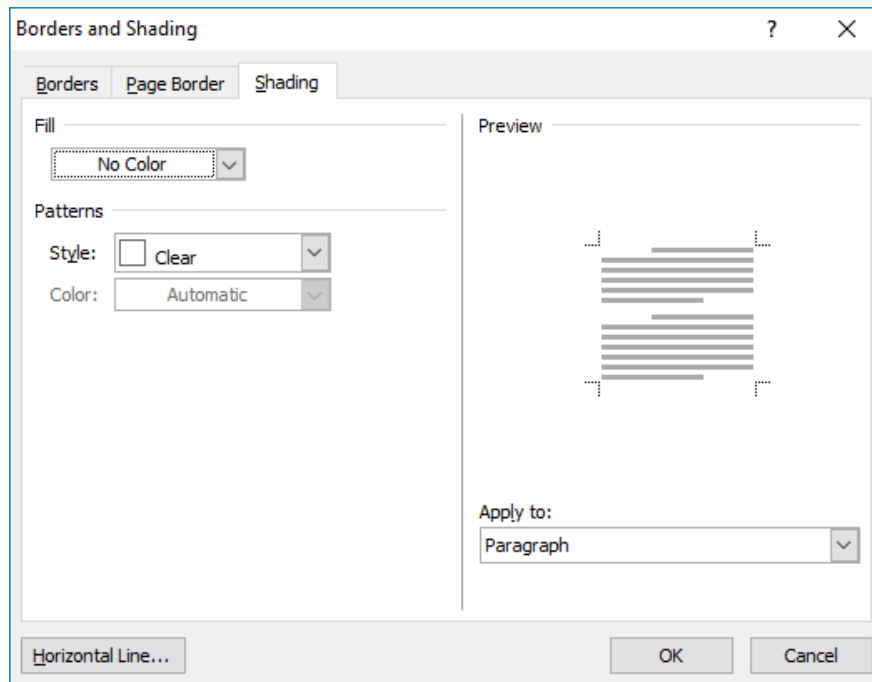 Borders and Shading ?
Borders Page Border Shading
Fill
No Color
Patterns
Style: Clear
Color: Automatic
Preview
Apply to:
Paragraph
Horizontal Line...
OK Cancel